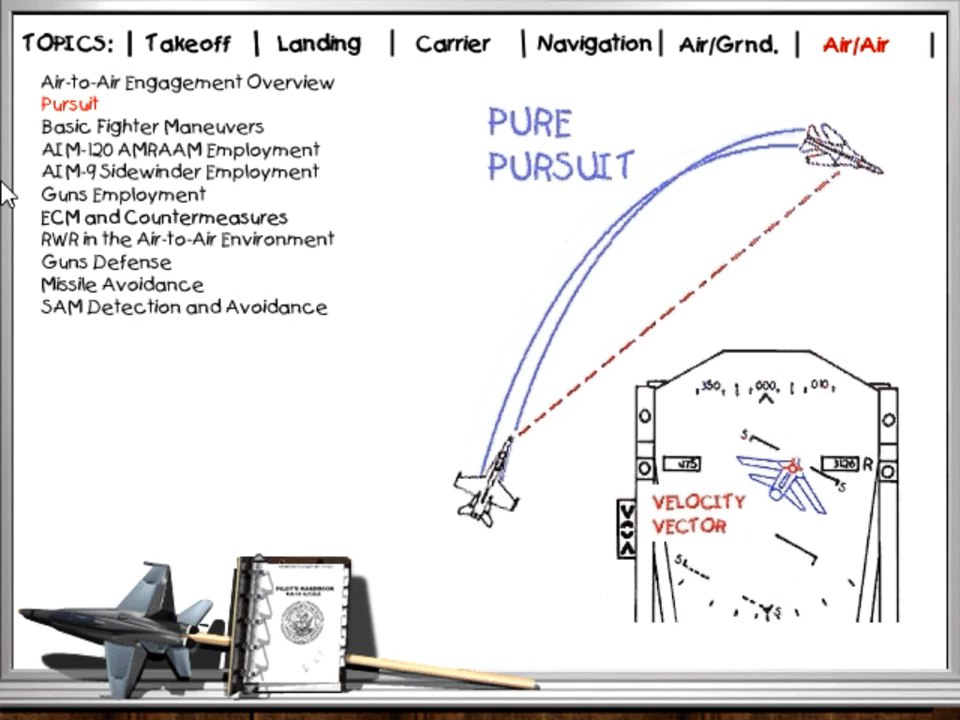 TOPICS: | Takeoff | Landing | Carrier | Navigation | Air/Grnd. | Air/Air |
Air-to-Air Engagement Overview
Pursuit
Basic Fighter Maneuvers
AIM-120 AMRAAM Employment
AIM-9 Sidewinder Employment
Guns Employment
ECM and Countermeasures
RWR in the Air-to-Air Environment
Guns Defense
Missile Avoidance
SAM Detection and Avoidance
PURE
PURSUIT
350 000 010
S
475
3126 R
S
VELOCITY
VECTOR
S
S
PILOT'S HANDBOOK